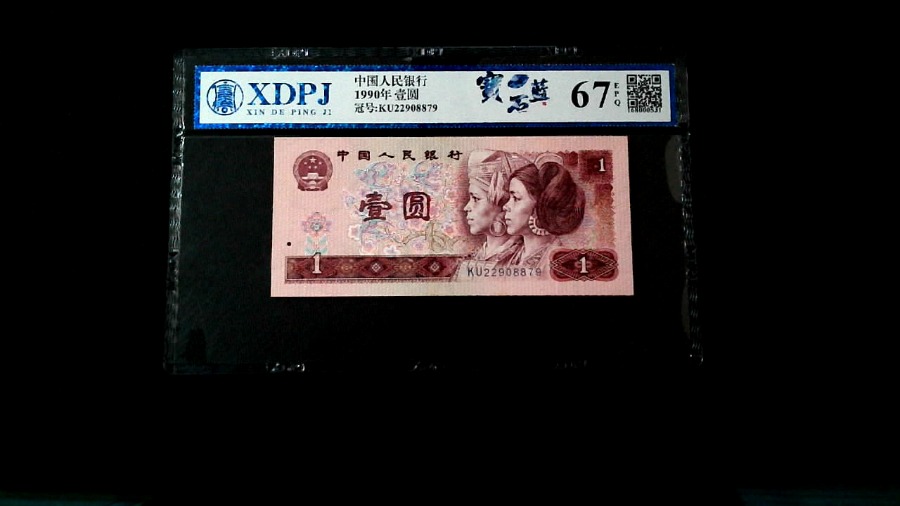 XDPJ
XIN DE PING JI
中国人民银行
1990年 壹圆
冠号:KU22908879
寶石藍
67 EPQ
中国人民银行
1
壹圆
1
KU22908879
1